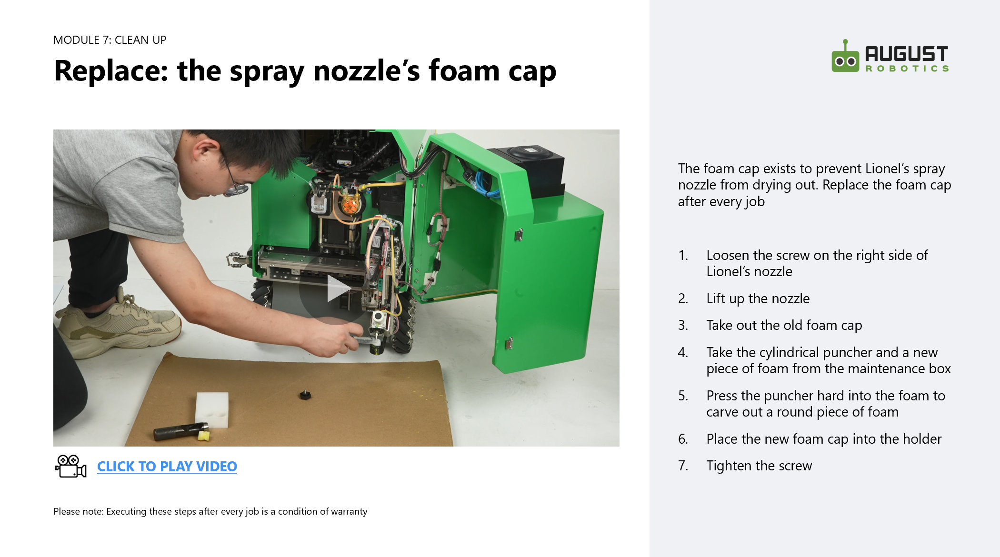 MODULE 7: CLEAN UP
Replace: the spray nozzle’s foam cap
AUGUST
ROBOTICS
The foam cap exists to prevent Lionel’s spray
nozzle from drying out. Replace the foam cap
after every job
1. Loosen the screw on the right side of
Lionel’s nozzle
2. Lift up the nozzle
3. Take out the old foam cap
4. Take the cylindrical puncher and a new
piece of foam from the maintenance box
5. Press the puncher hard into the foam to
carve out a round piece of foam
6. Place the new foam cap into the holder
7. Tighten the screw
CLICK TO PLAY VIDEO
Please note: Executing these steps after every job is a condition of warranty